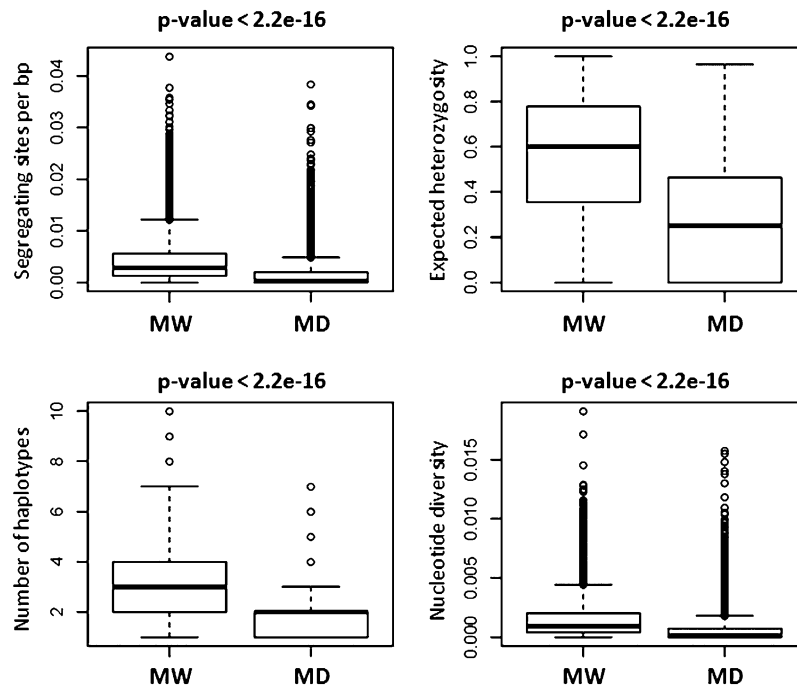 p-value < 2.2e-16
Segregating sites per bp
0.04
0.03
0.02
0.01
0.00
MW MD
p-value < 2.2e-16
Expected heterozygosity
1.0
0.8
0.6
0.4
0.2
0.0
MW MD
p-value < 2.2e-16
Number of haplotypes
10
8
6
4
2
MW MD
p-value < 2.2e-16
Nucleotide diversity
0.015
0.010
0.005
0.000
MW MD